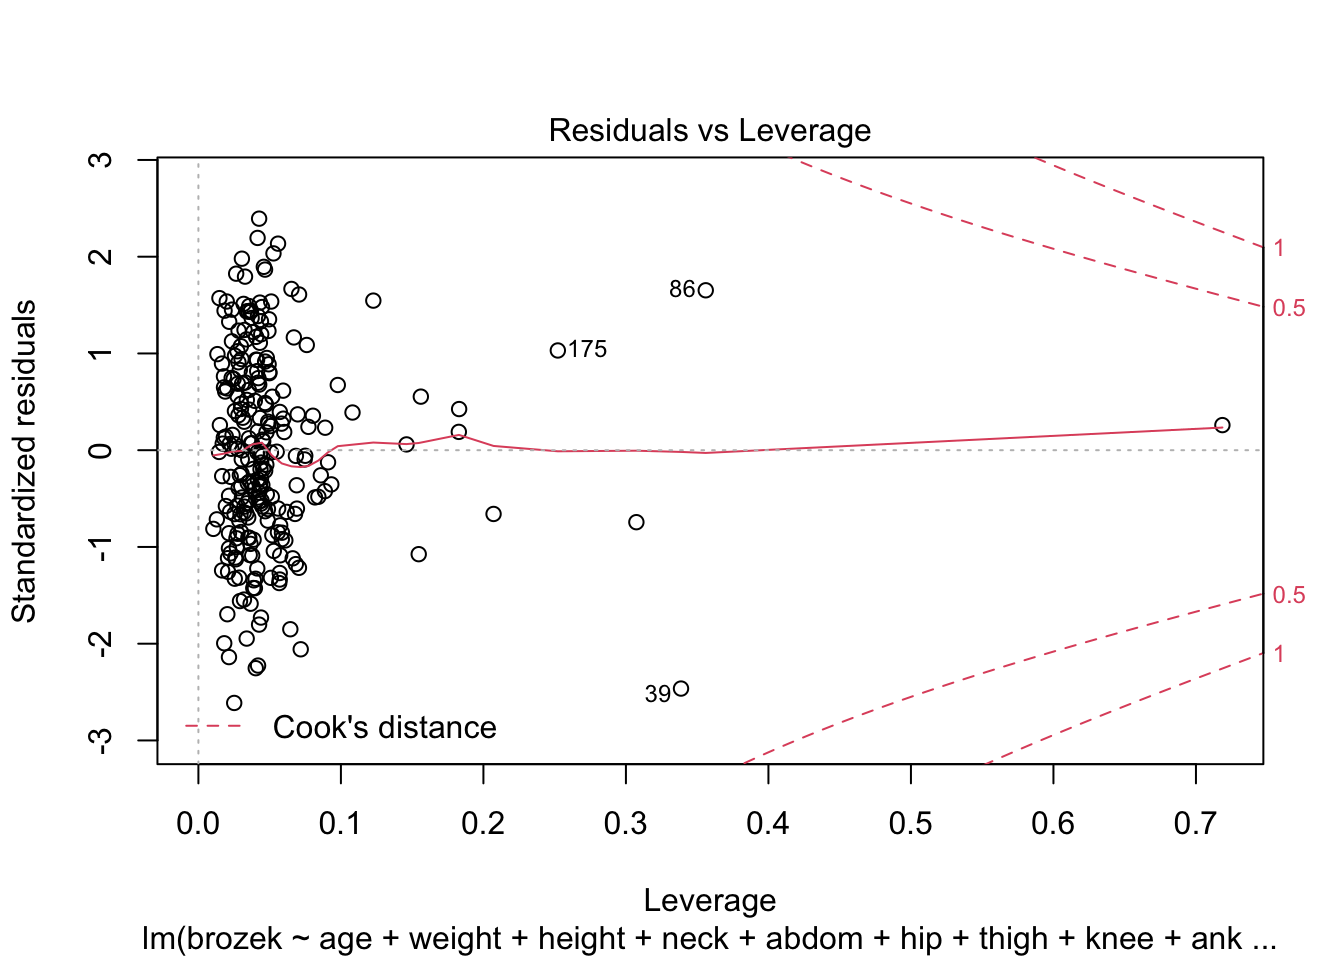 Residuals vs Leverage
Standardized residuals
3
2
1
0
-1
-2
-3
86
175
39
1
0.5
0.5
1
Cook's distance
0.0 0.1 0.2 0.3 0.4 0.5 0.6 0.7
Leverage
lm(brozek ~ age + weight + height + neck + abdom + hip + thigh + knee + ank ...